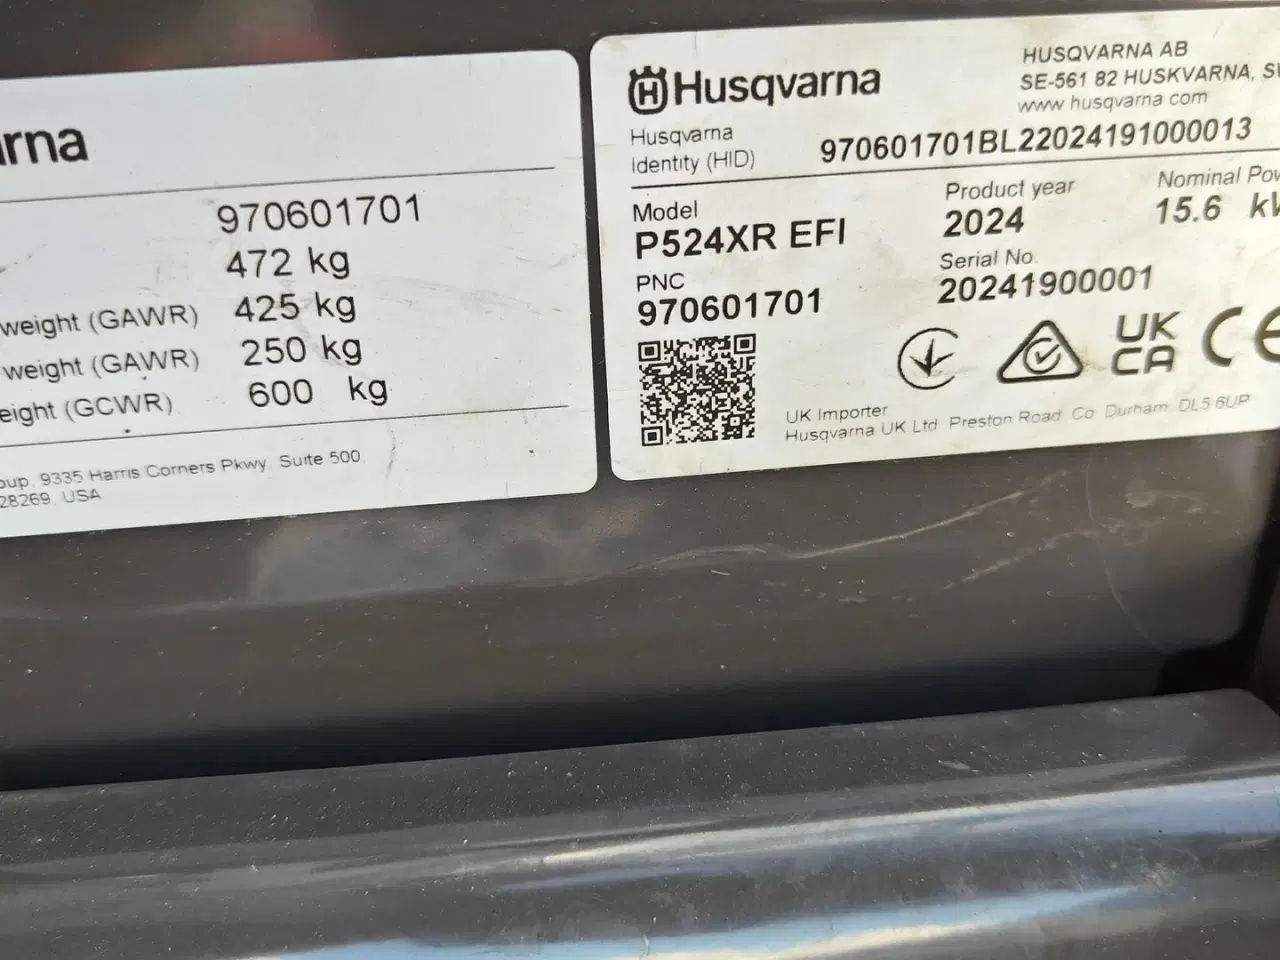 rna
970601701
472 kg
weight (GAWR) 425 kg
weight (GAWR) 250 kg
eight (GCWR) 600 kg
oup, 9335 Harris Corners Pkwy, Suite 500
28269, USA
Husqvarna
HUSQVARNA AB
SE-561 82 HUSKVARNA, S
www.husqvarna.com
Husqvarna
Identity (HID) 970601701BL22024191000013
Model
P524XR EFI
Product year
2024
Nominal Pow
15.6 k
PNC
970601701
Serial No.
20241900001
UK
CA
CE
UK Importer
Husqvarna UK Ltd Preston Road Co Durham DL5 6UP